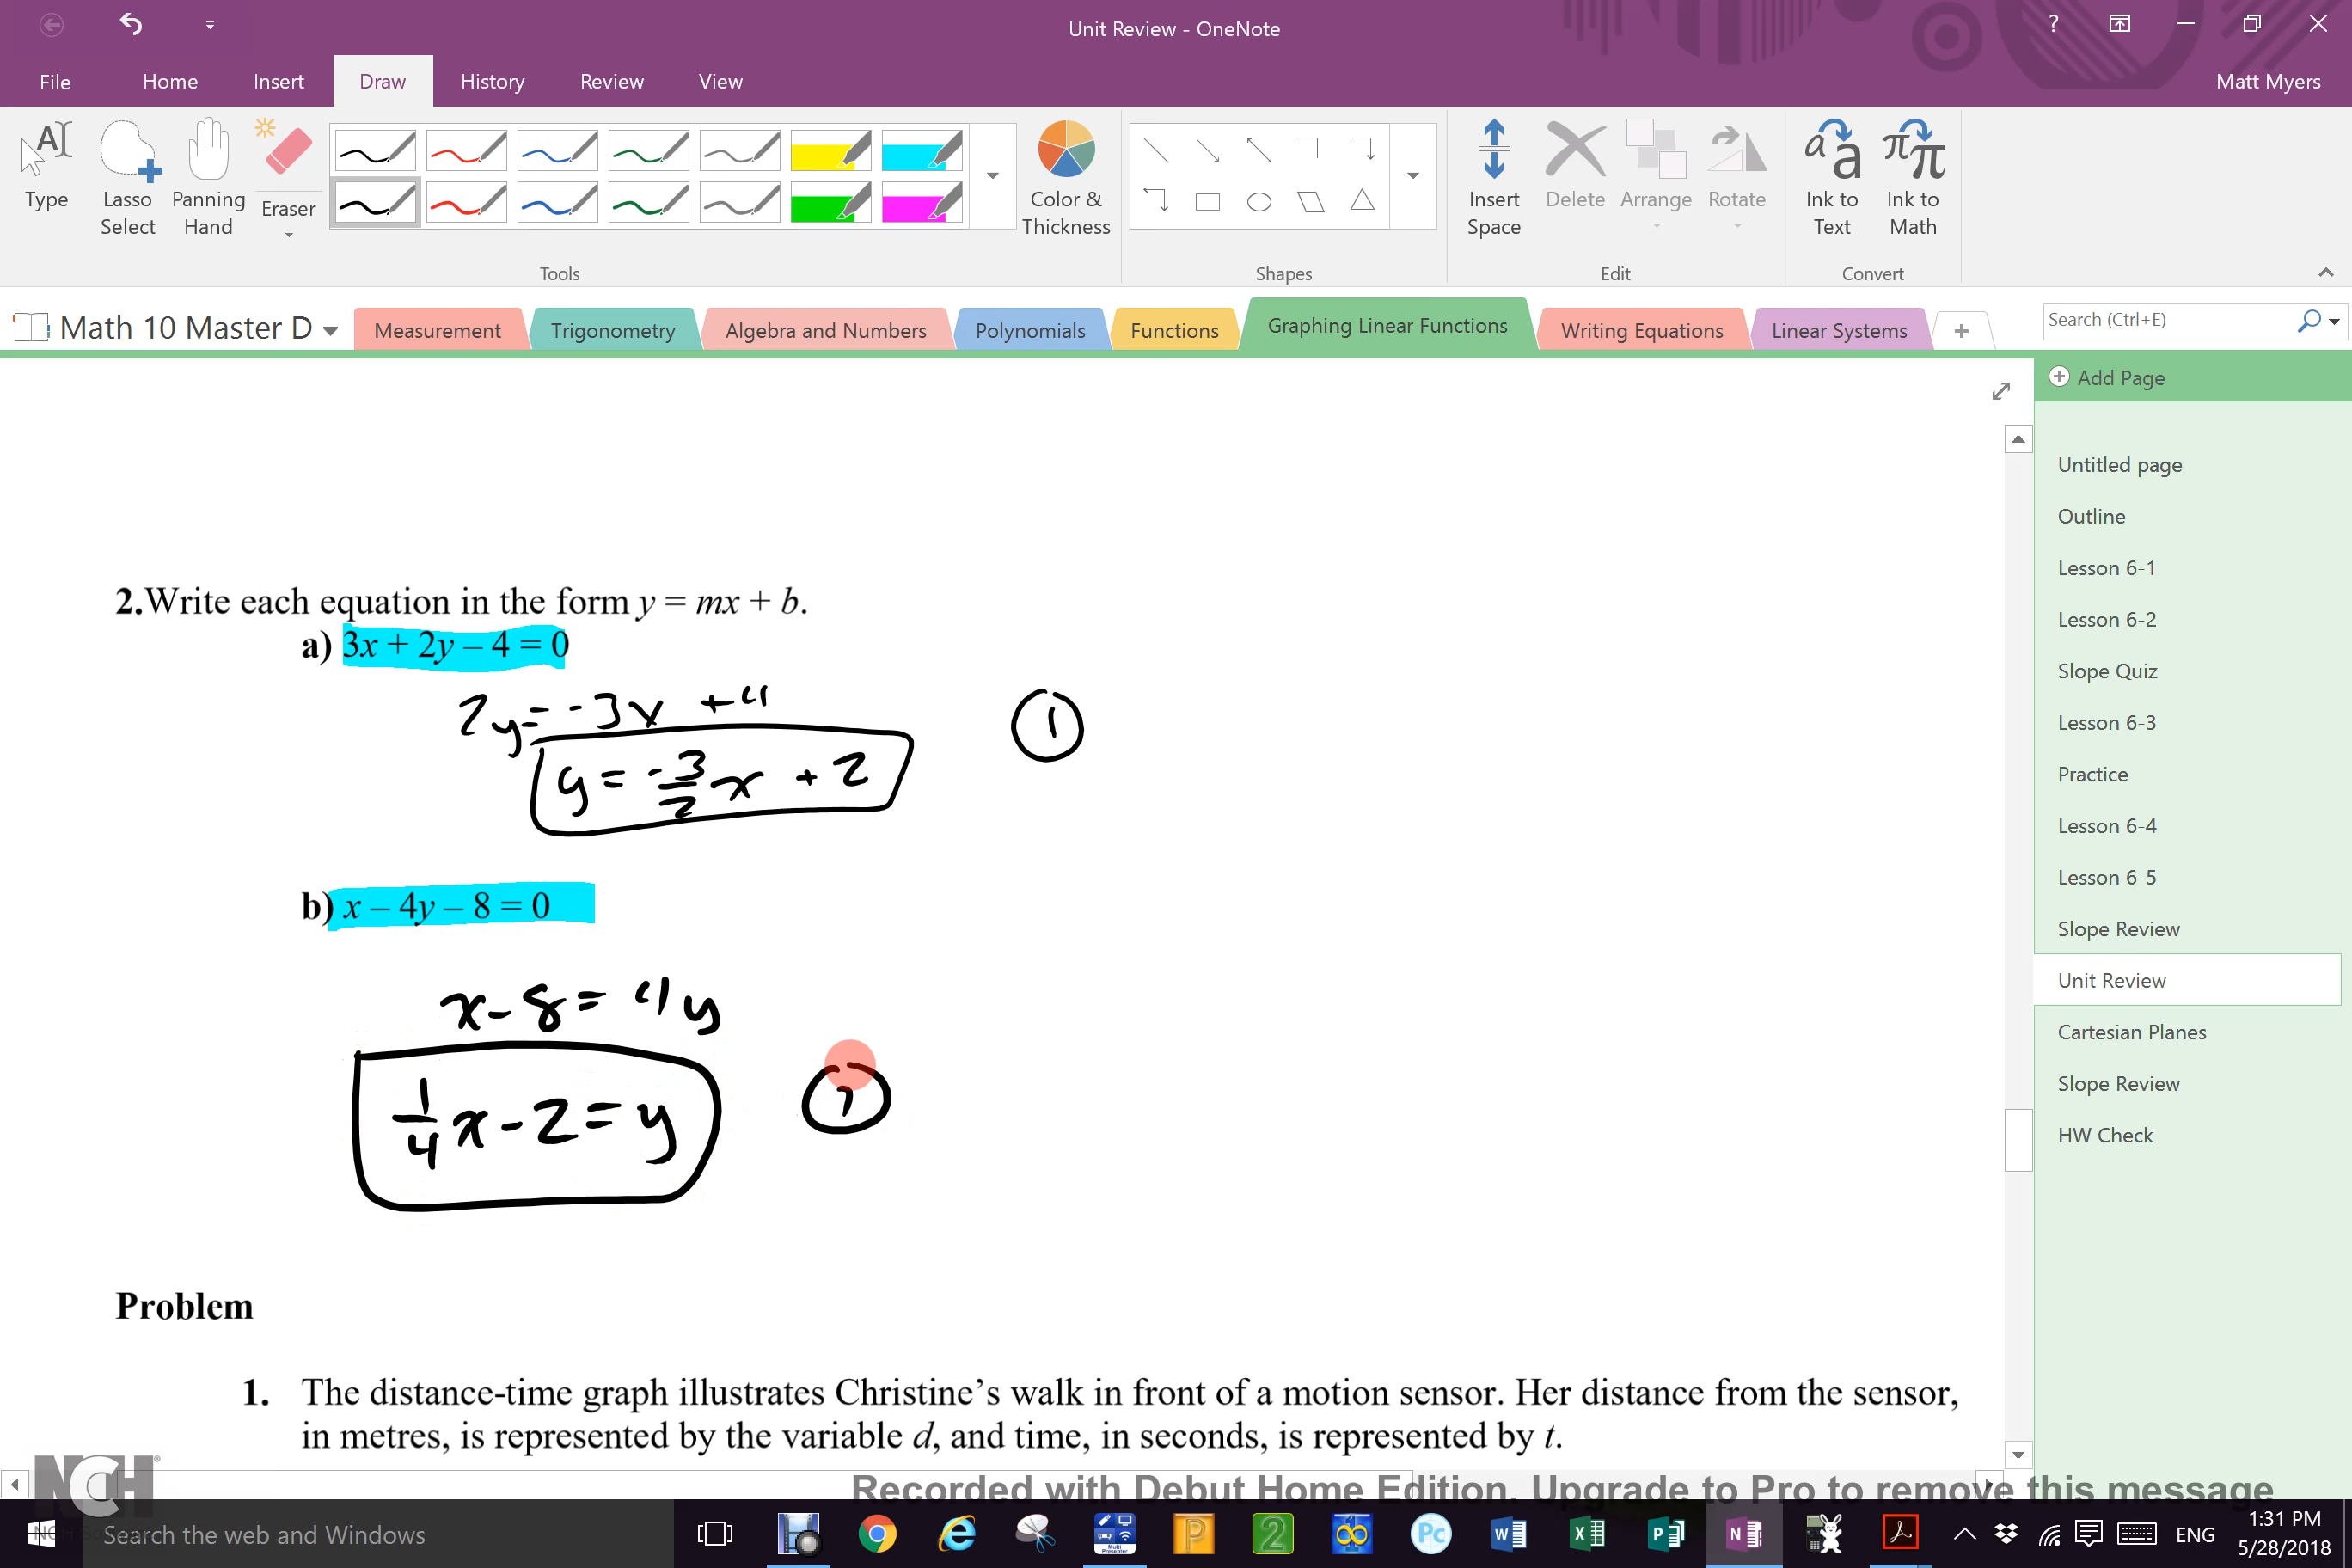 Unit Review - OneNote
?
File
Home
Insert
Draw
History
Review
View
Matt Myers
Type
Lasso Select
Panning Hand
Eraser
Color & Thickness
Insert Space
Delete
Arrange
Rotate
Ink to Text
Ink to Math
Tools
Shapes
Edit
Convert
Math 10 Master D
Measurement
Trigonometry
Algebra and Numbers
Polynomials
Functions
Graphing Linear Functions
Writing Equations
Linear Systems
+
Search (Ctrl+E)
Add Page
Untitled page
Outline
Lesson 6-1
Lesson 6-2
Slope Quiz
Lesson 6-3
Practice
Lesson 6-4
Lesson 6-5
Slope Review
Unit Review
Cartesian Planes
Slope Review
HW Check
2.Write each equation in the form y = mx + b.
a) 3x + 2y – 4 = 0
2y = -3x + 4
y = -3/2 x + 2
1
b) x – 4y – 8 = 0
x - 8 = 4y
1/4 x - 2 = y
Problem
1. The distance-time graph illustrates Christine's walk in front of a motion sensor. Her distance from the sensor,
in metres, is represented by the variable d, and time, in seconds, is represented by t.
NCH
Recorded with Debut Home Edition. Upgrade to Pro to remove this message
Search the web and Windows
ENG
1:31 PM
5/28/2018